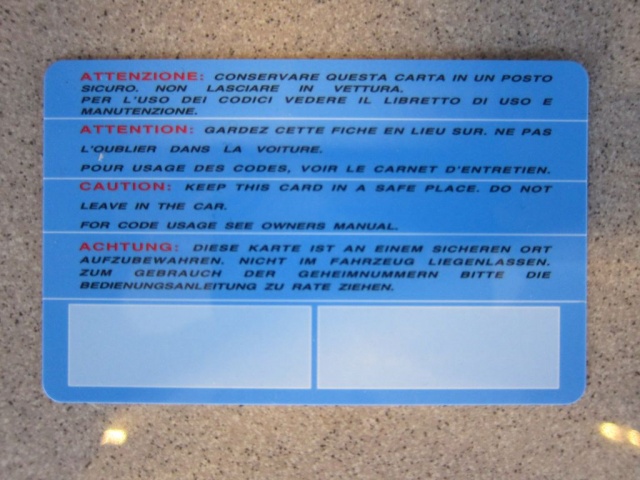 ATTENZIONE: CONSERVARE QUESTA CARTA IN UN POSTO
SICURO. NON LASCIARE IN VETTURA.
PER L'USO DEI CODICI VEDERE IL LIBRETTO DI USO E
MANUTENZIONE.
ATTENTION: GARDEZ CETTE FICHE EN LIEU SUR. NE PAS
L'OUBLIER DANS LA VOITURE.
POUR USAGE DES CODES, VOIR LE CARNET D'ENTRETIEN.
CAUTION: KEEP THIS CARD IN A SAFE PLACE. DO NOT
LEAVE IN THE CAR.
FOR CODE USAGE SEE OWNERS MANUAL.
ACHTUNG: DIESE KARTE IST AN EINEM SICHEREN ORT
AUFZUBEWAHREN. NICHT IM FAHRZEUG LIEGENLASSEN.
ZUM GEBRAUCH DER GEHEIMNUMMERN BITTE DIE
BEDIENUNGSANLEITUNG ZU RATE ZIEHEN.